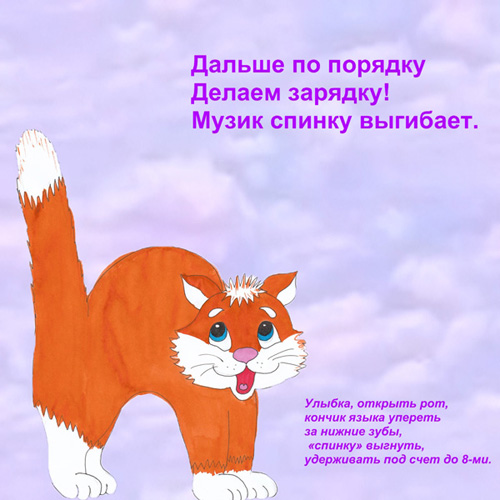 Дальше по порядку
Делаем зарядку!
Музик спинку выгибает.
Улыбка, открыть рот,
кончик языка упереть
за нижние зубы,
«спинку» выгнуть,
удерживать под счет до 8-ми.